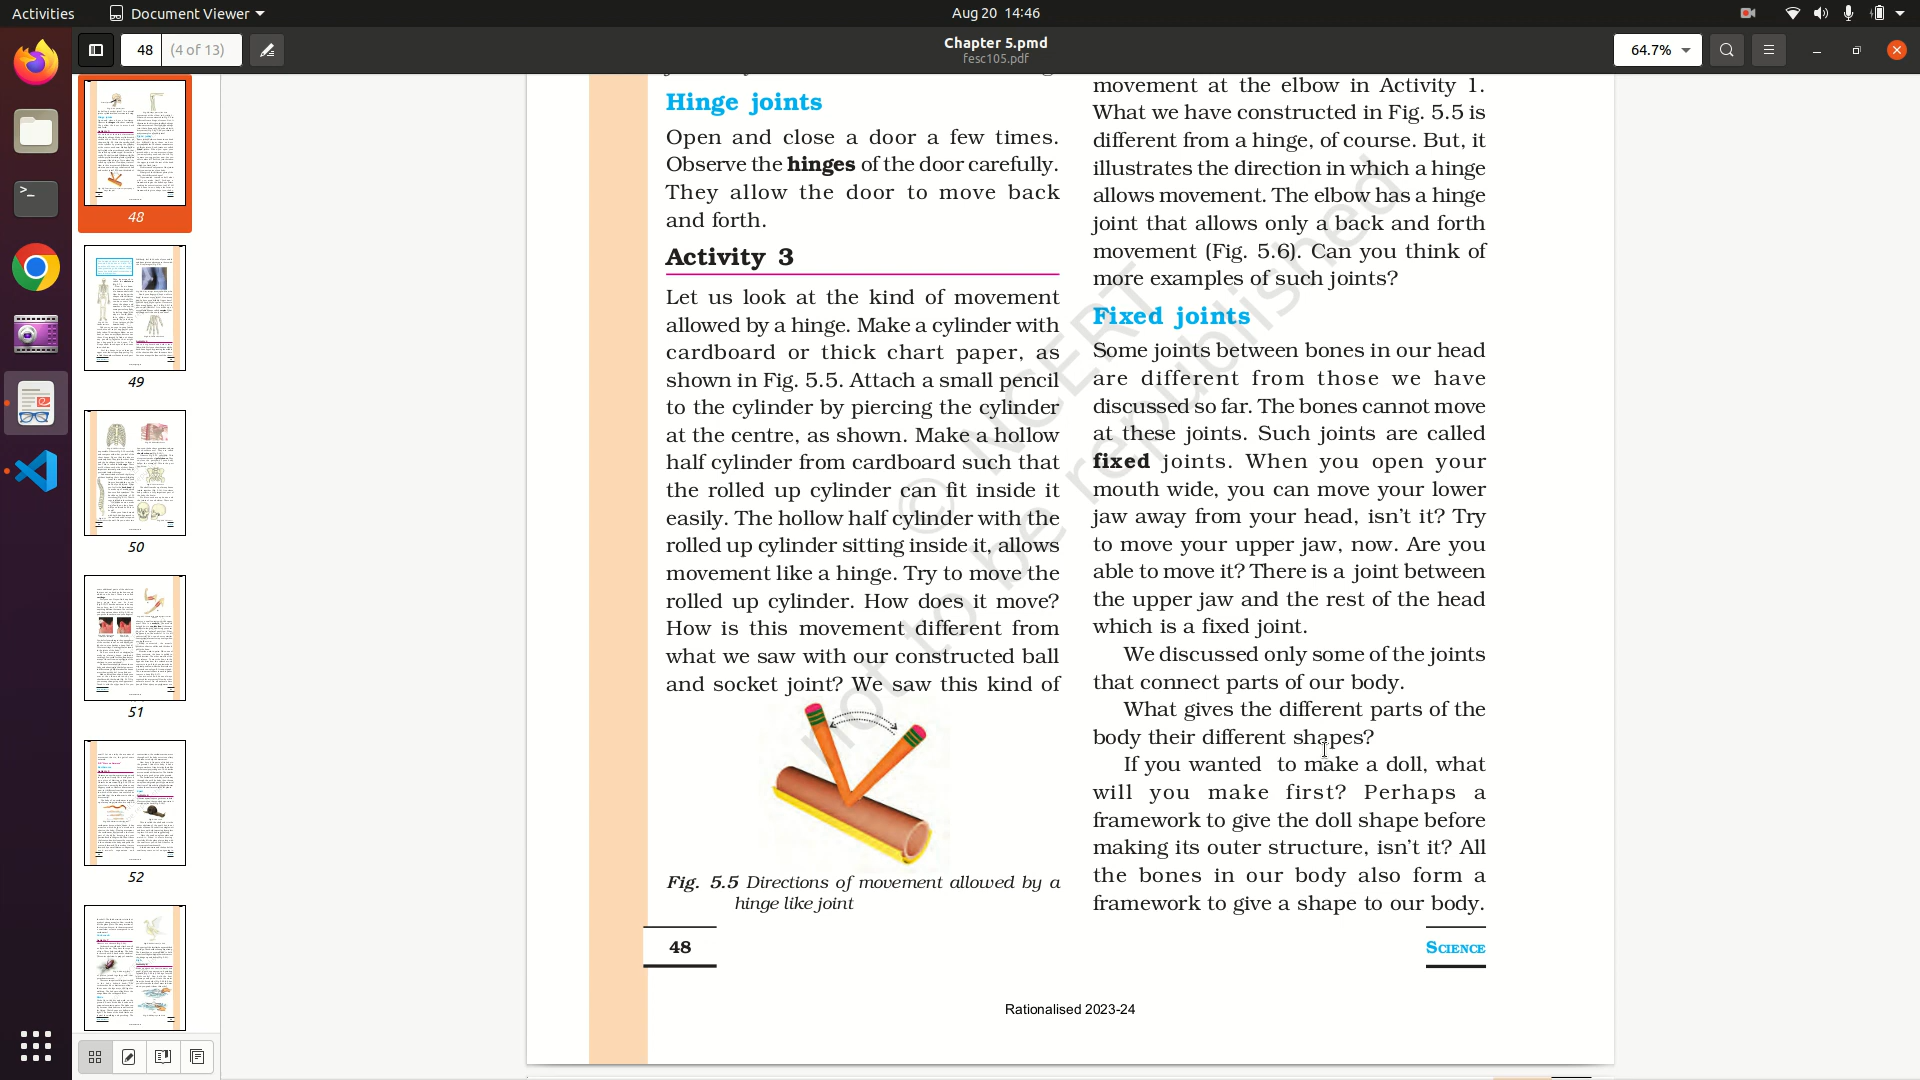 Activities
Document Viewer
Aug 20 14:46
48
(4 of 13)
Chapter 5.pmd
fesc105.pdf
64.7%
48
49
50
51
52
Hinge joints
Open and close a door a few times.
Observe the hinges of the door carefully.
They allow the door to move back
and forth.
Activity 3
Let us look at the kind of movement
allowed by a hinge. Make a cylinder with
cardboard or thick chart paper, as
shown in Fig. 5.5. Attach a small pencil
to the cylinder by piercing the cylinder
at the centre, as shown. Make a hollow
half cylinder from cardboard such that
the rolled up cylinder can fit inside it
easily. The hollow half cylinder with the
rolled up cylinder sitting inside it, allows
movement like a hinge. Try to move the
rolled up cylinder. How does it move?
How is this movement different from
what we saw with our constructed ball
and socket joint? We saw this kind of
Fig. 5.5 Directions of movement allowed by a
hinge like joint
48
movement at the elbow in Activity 1.
What we have constructed in Fig. 5.5 is
different from a hinge, of course. But, it
illustrates the direction in which a hinge
allows movement. The elbow has a hinge
joint that allows only a back and forth
movement (Fig. 5.6). Can you think of
more examples of such joints?
Fixed joints
Some joints between bones in our head
are different from those we have
discussed so far. The bones cannot move
at these joints. Such joints are called
fixed joints. When you open your
mouth wide, you can move your lower
jaw away from your head, isn't it? Try
to move your upper jaw, now. Are you
able to move it? There is a joint between
the upper jaw and the rest of the head
which is a fixed joint.
We discussed only some of the joints
that connect parts of our body.
What gives the different parts of the
body their different shapes?
If you wanted to make a doll, what
will you make first? Perhaps a
framework to give the doll shape before
making its outer structure, isn't it? All
the bones in our body also form a
framework to give a shape to our body.
SCIENCE
Rationalised 2023-24
© NCERT
not to be republished